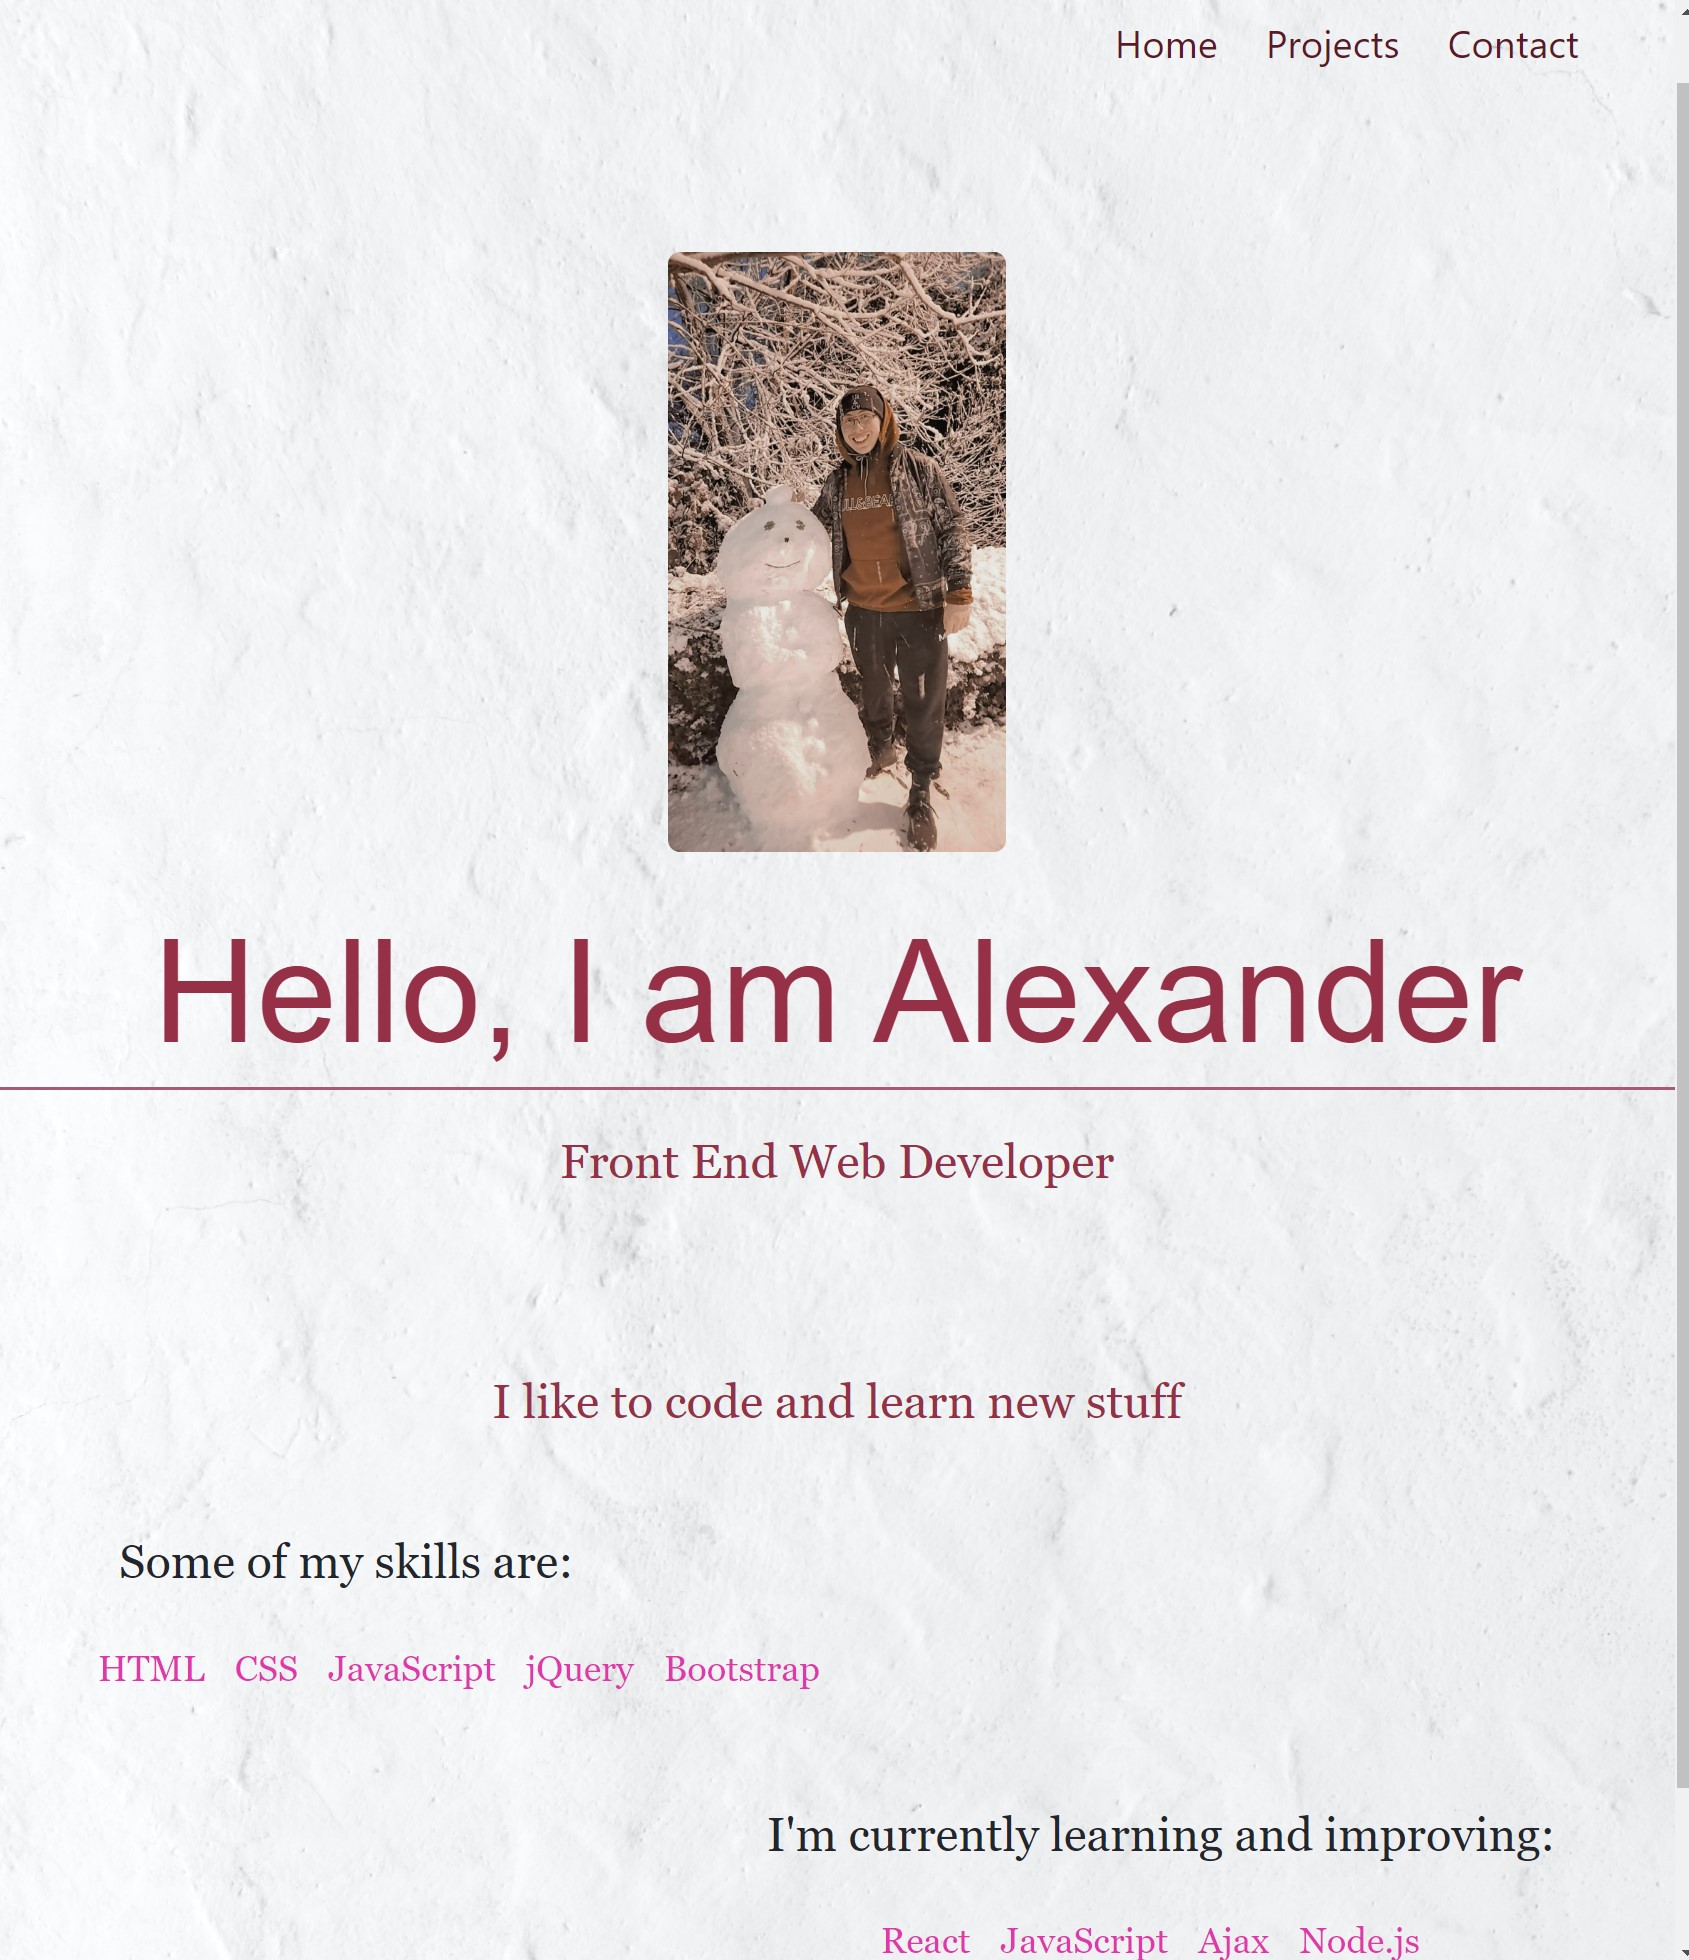 Home Projects Contact
Hello, I am Alexander
Front End Web Developer
I like to code and learn new stuff
Some of my skills are:
HTML CSS JavaScript jQuery Bootstrap
I'm currently learning and improving:
React JavaScript Ajax Node.js